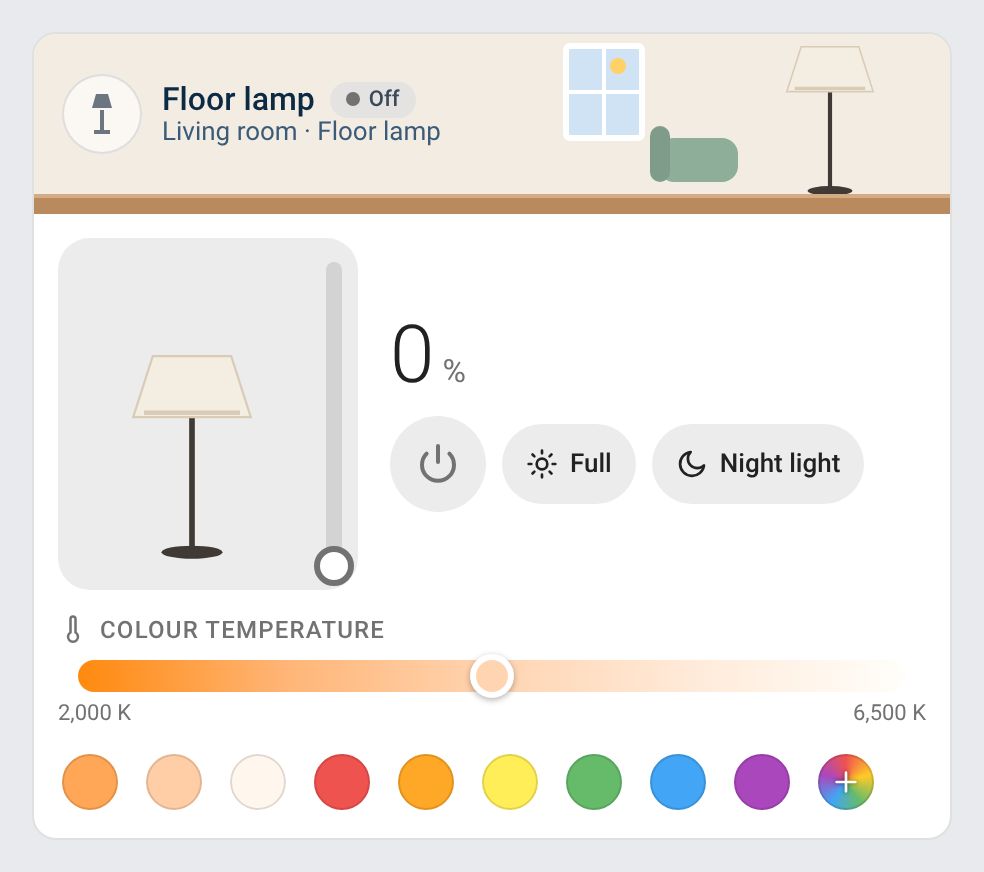 Floor lamp
Off
Living room · Floor lamp
0 %
Full
Night light
COLOUR TEMPERATURE
2,000 K
6,500 K